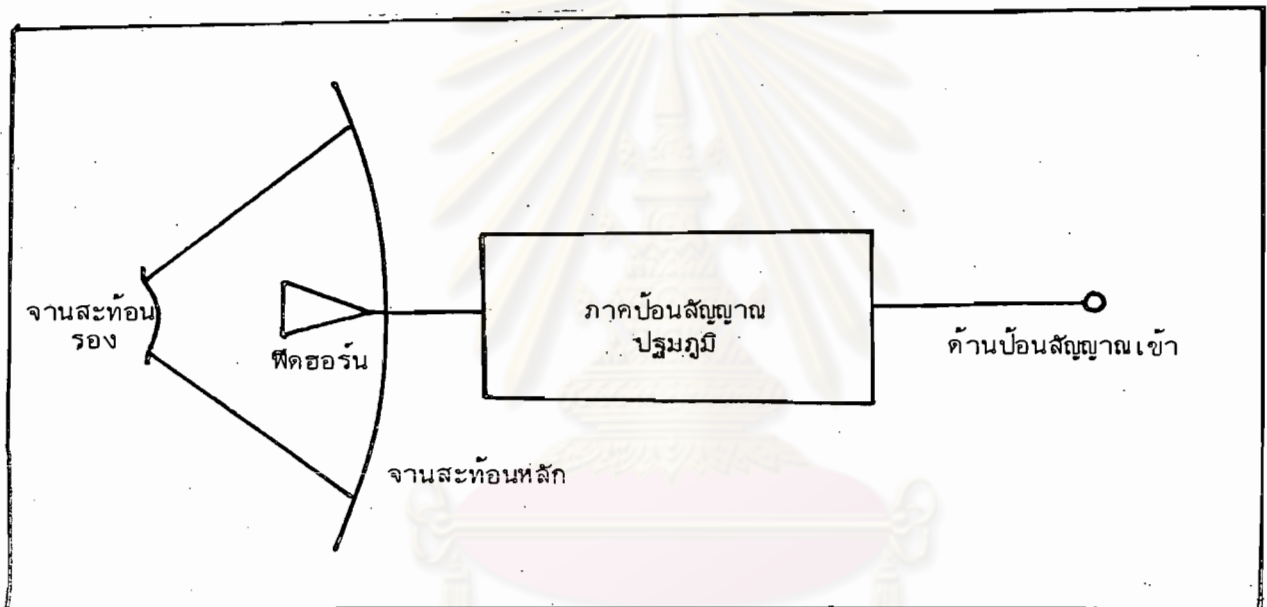 จานสะท้อน
รอง
ฟีดฮอร์น
จานสะท้อนหลัก
ภาคป้อนสัญญาณ
ปฐมภูมิ
ด้านป้อนสัญญาณเข้า